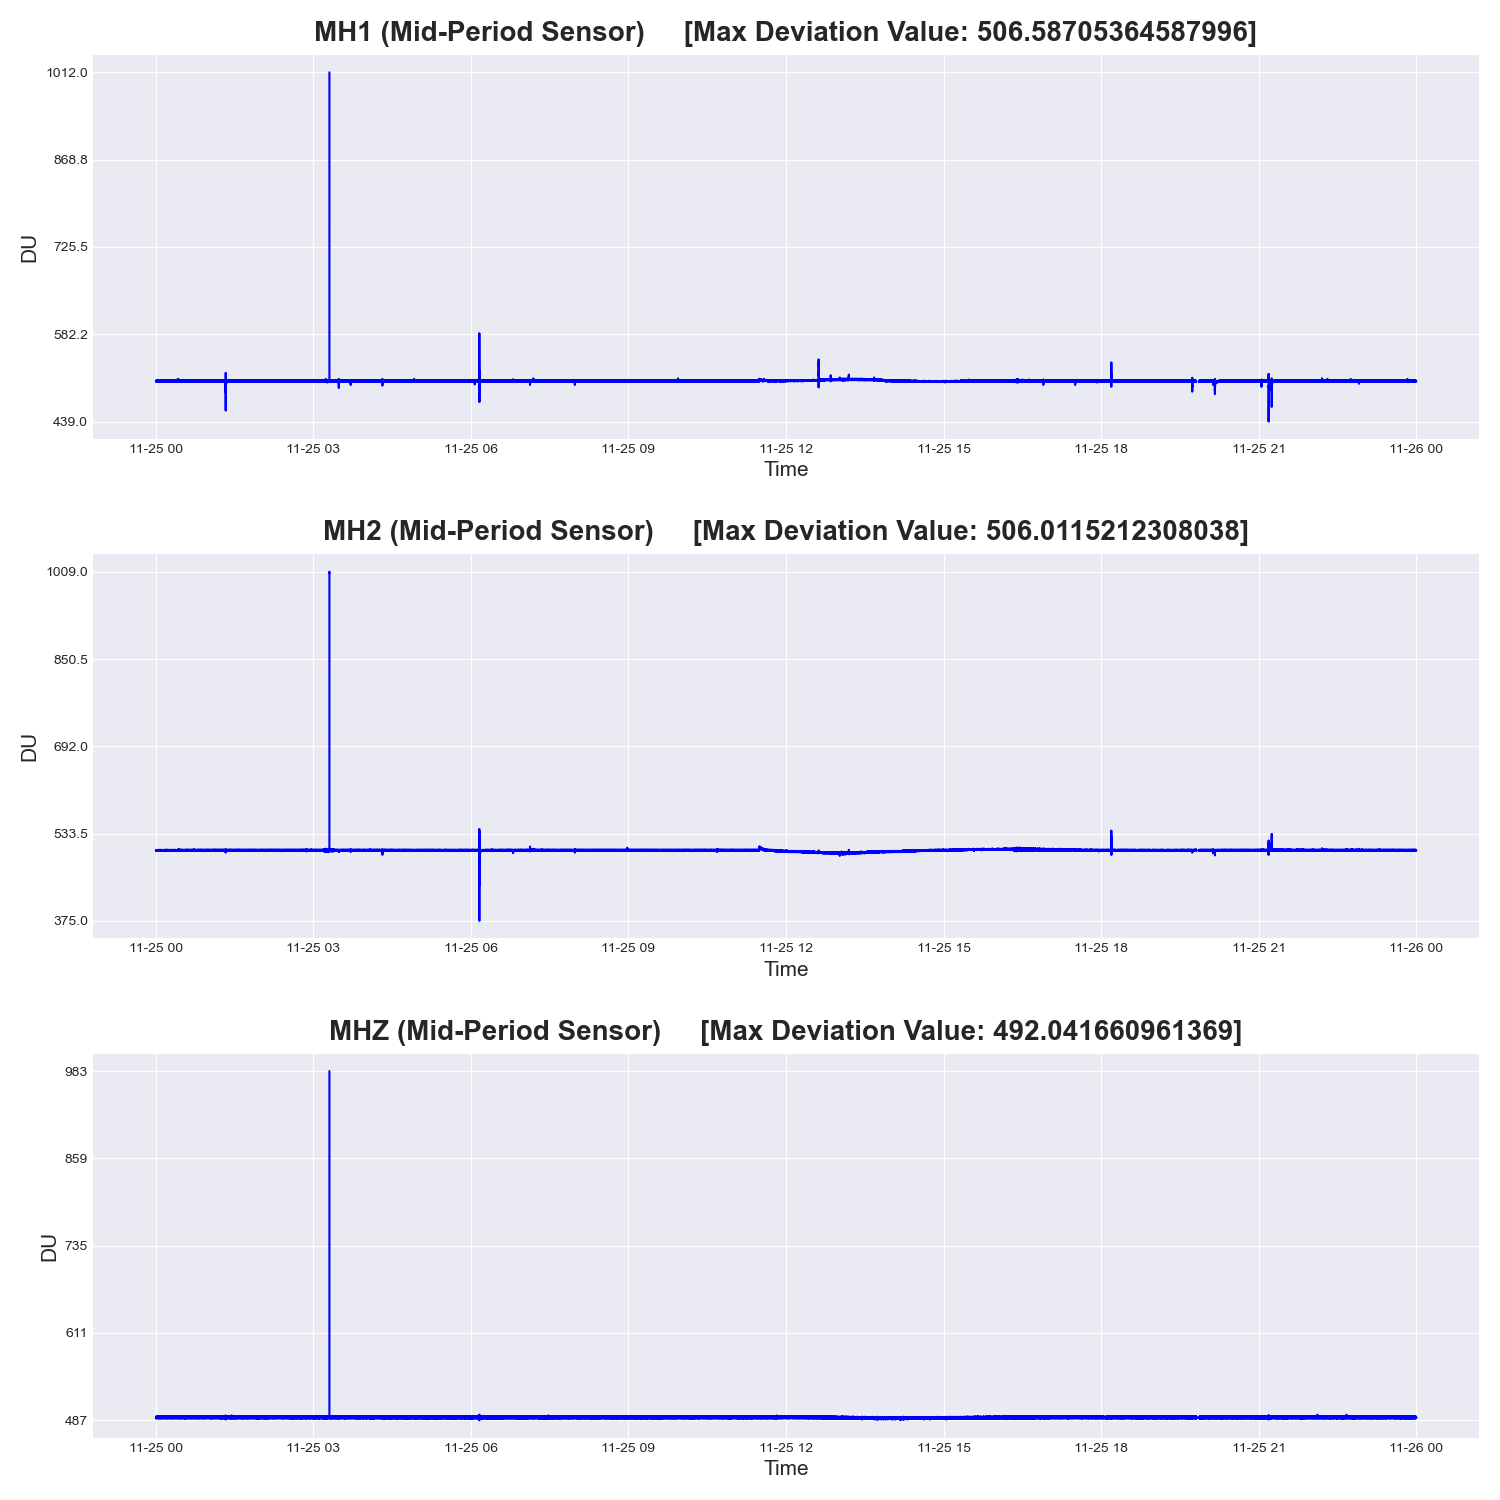 MH1 (Mid-Period Sensor) [Max Deviation Value: 506.58705364587996]
1012.0
868.8
725.5
582.2
439.0
DU
11-25 00 11-25 03 11-25 06 11-25 09 11-25 12 11-25 15 11-25 18 11-25 21 11-26 00
Time
MH2 (Mid-Period Sensor) [Max Deviation Value: 506.0115212308038]
1009.0
850.5
692.0
533.5
375.0
DU
11-25 00 11-25 03 11-25 06 11-25 09 11-25 12 11-25 15 11-25 18 11-25 21 11-26 00
Time
MHZ (Mid-Period Sensor) [Max Deviation Value: 492.041660961369]
983
859
735
611
487
DU
11-25 00 11-25 03 11-25 06 11-25 09 11-25 12 11-25 15 11-25 18 11-25 21 11-26 00
Time